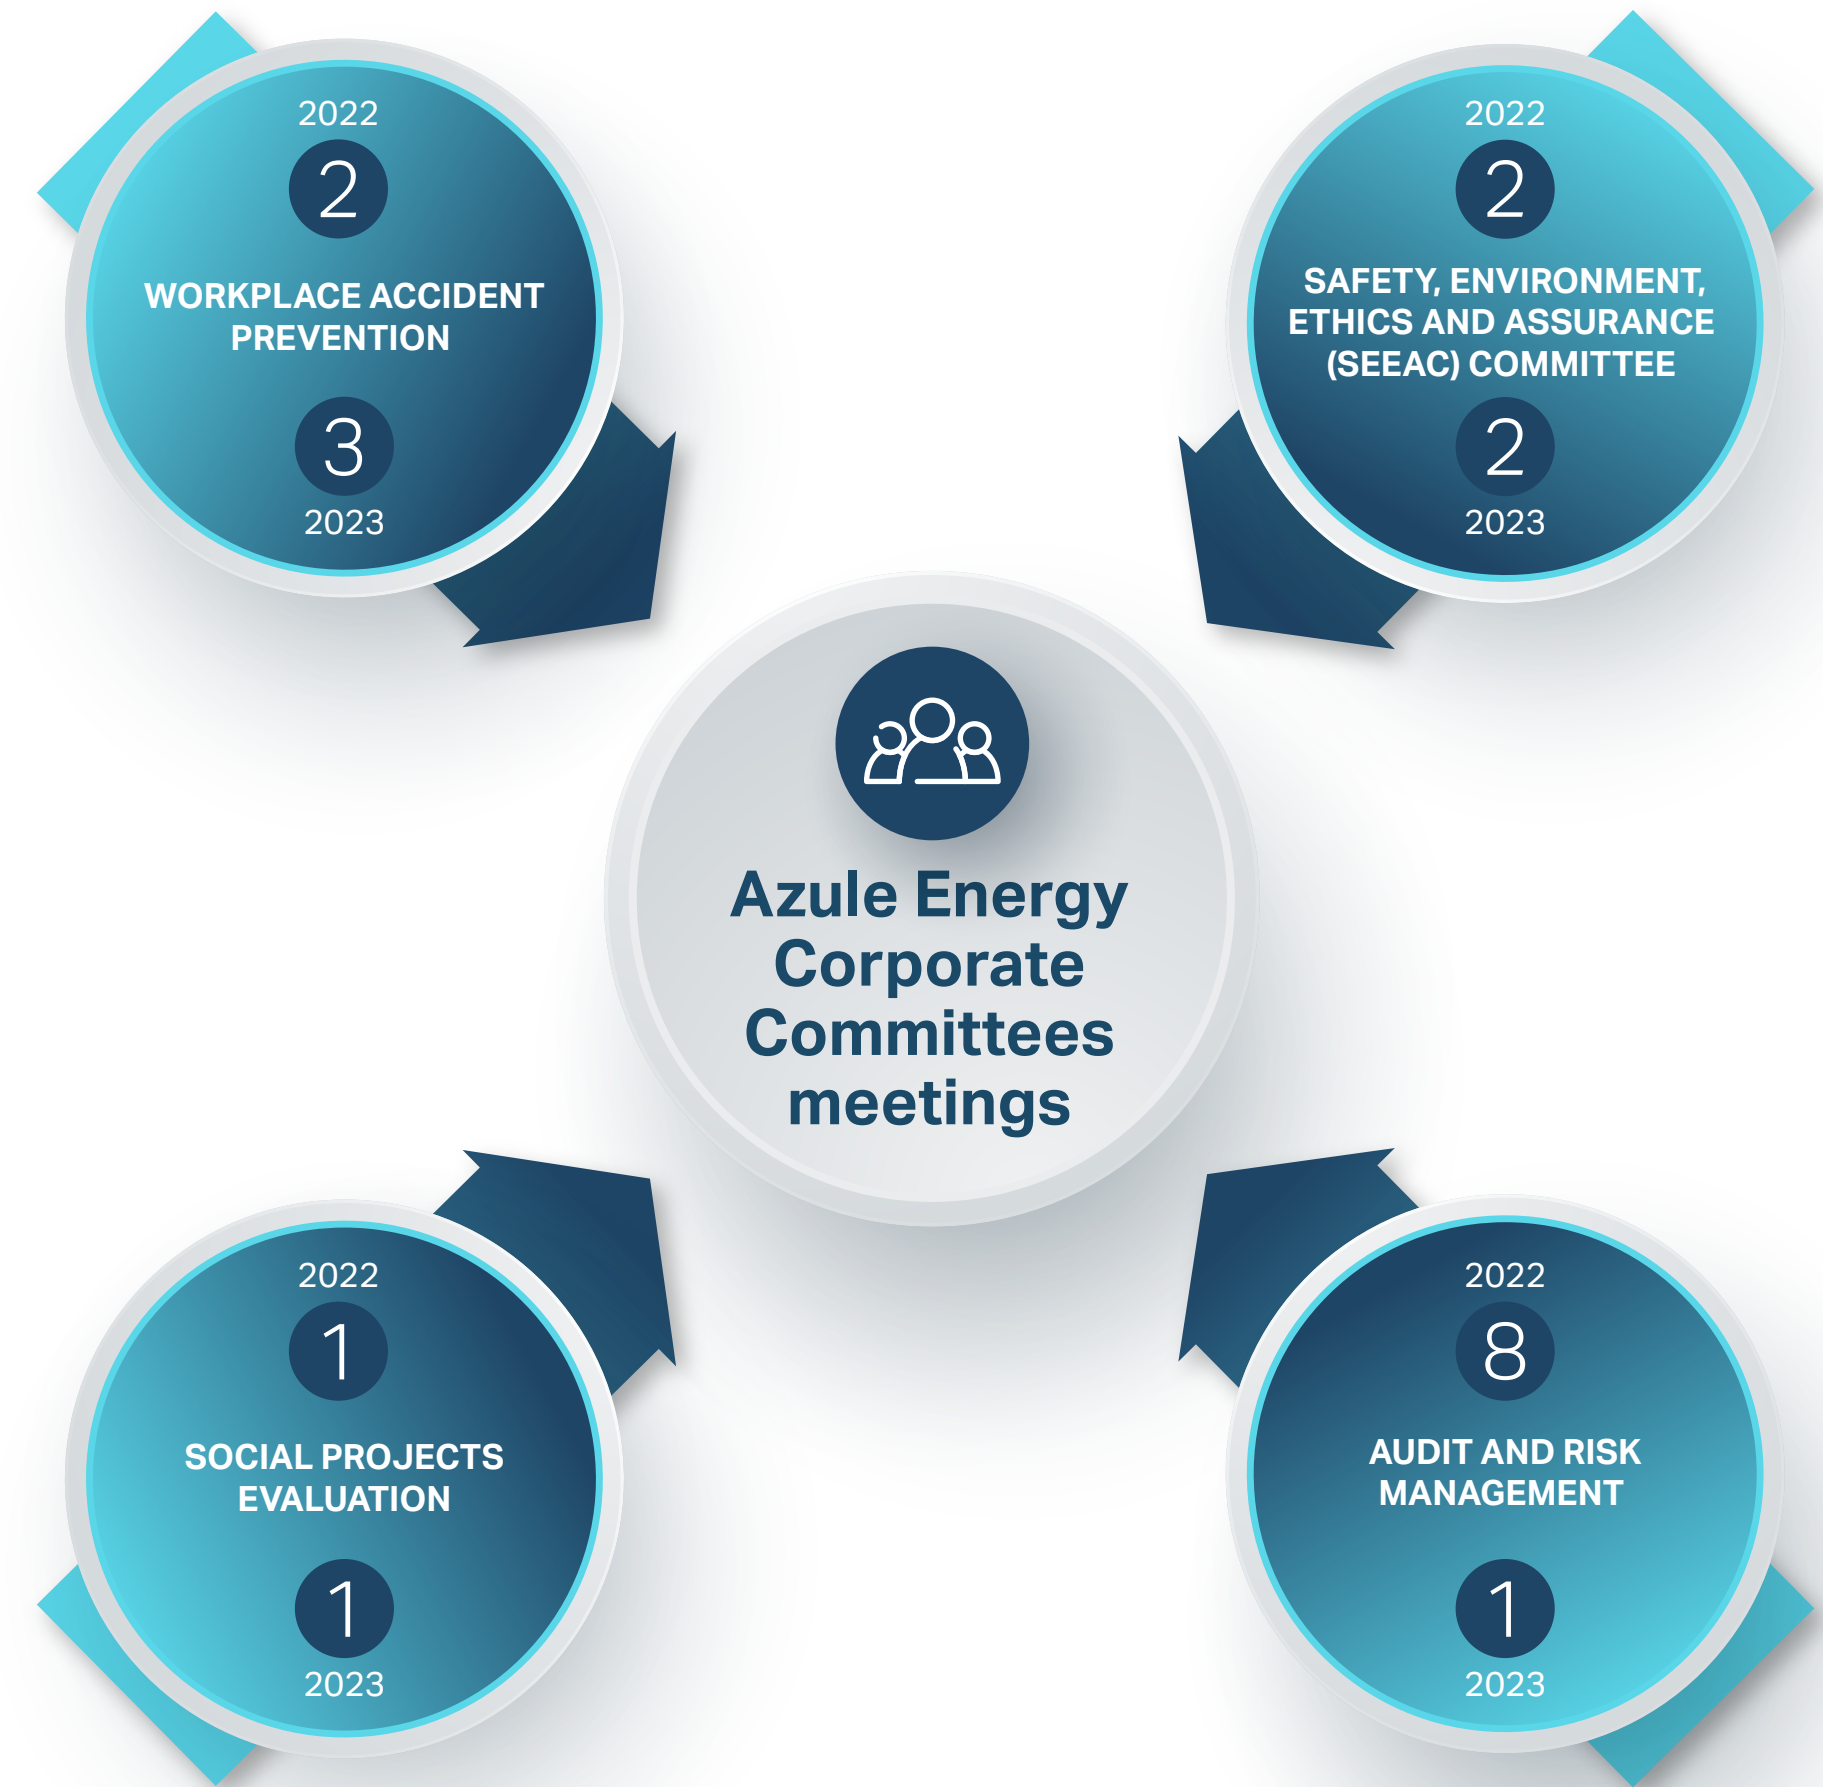 2022
2
WORKPLACE ACCIDENT
PREVENTION
3
2023
2022
2
SAFETY, ENVIRONMENT,
ETHICS AND ASSURANCE
(SEEAC) COMMITTEE
2
2023
Azule Energy
Corporate
Committees
meetings
2022
1
SOCIAL PROJECTS
EVALUATION
1
2023
2022
8
AUDIT AND RISK
MANAGEMENT
1
2023